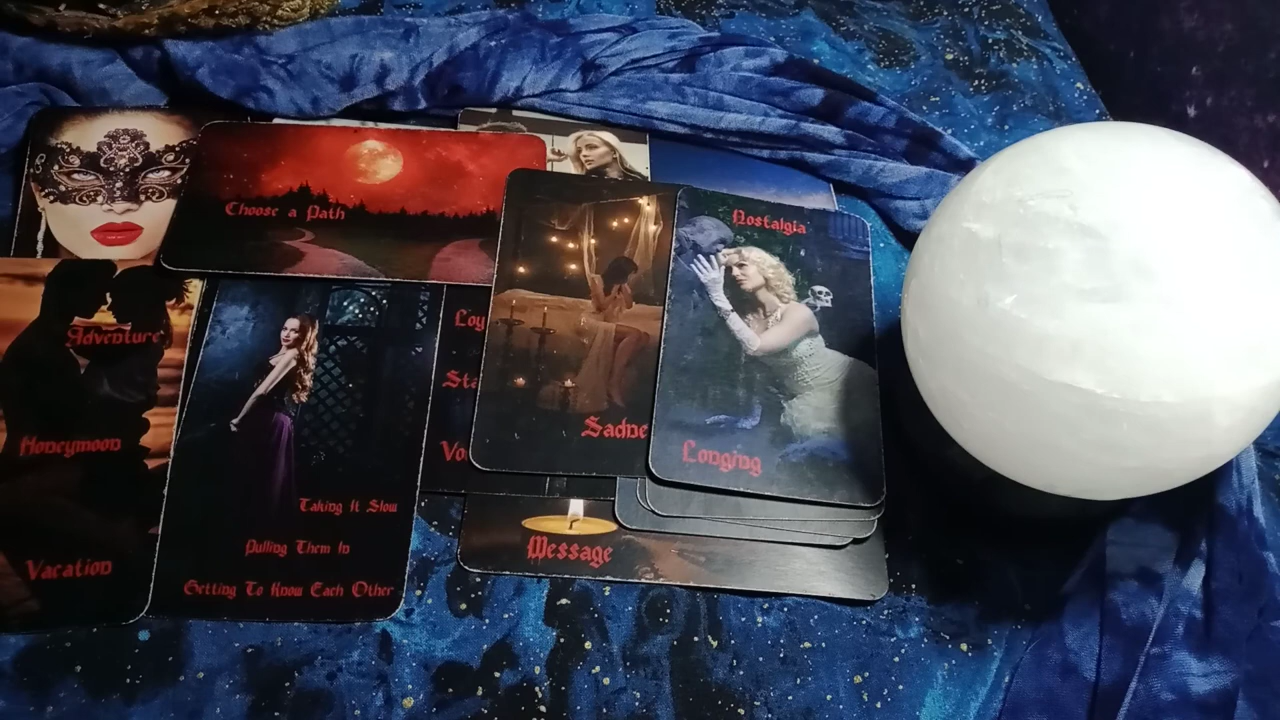 Choose a Path
Adventure
Honeymoon
Vacation
Taking It Slow
Pulling Them In
Getting To Know Each Other
Nostalgia
Longing
Message